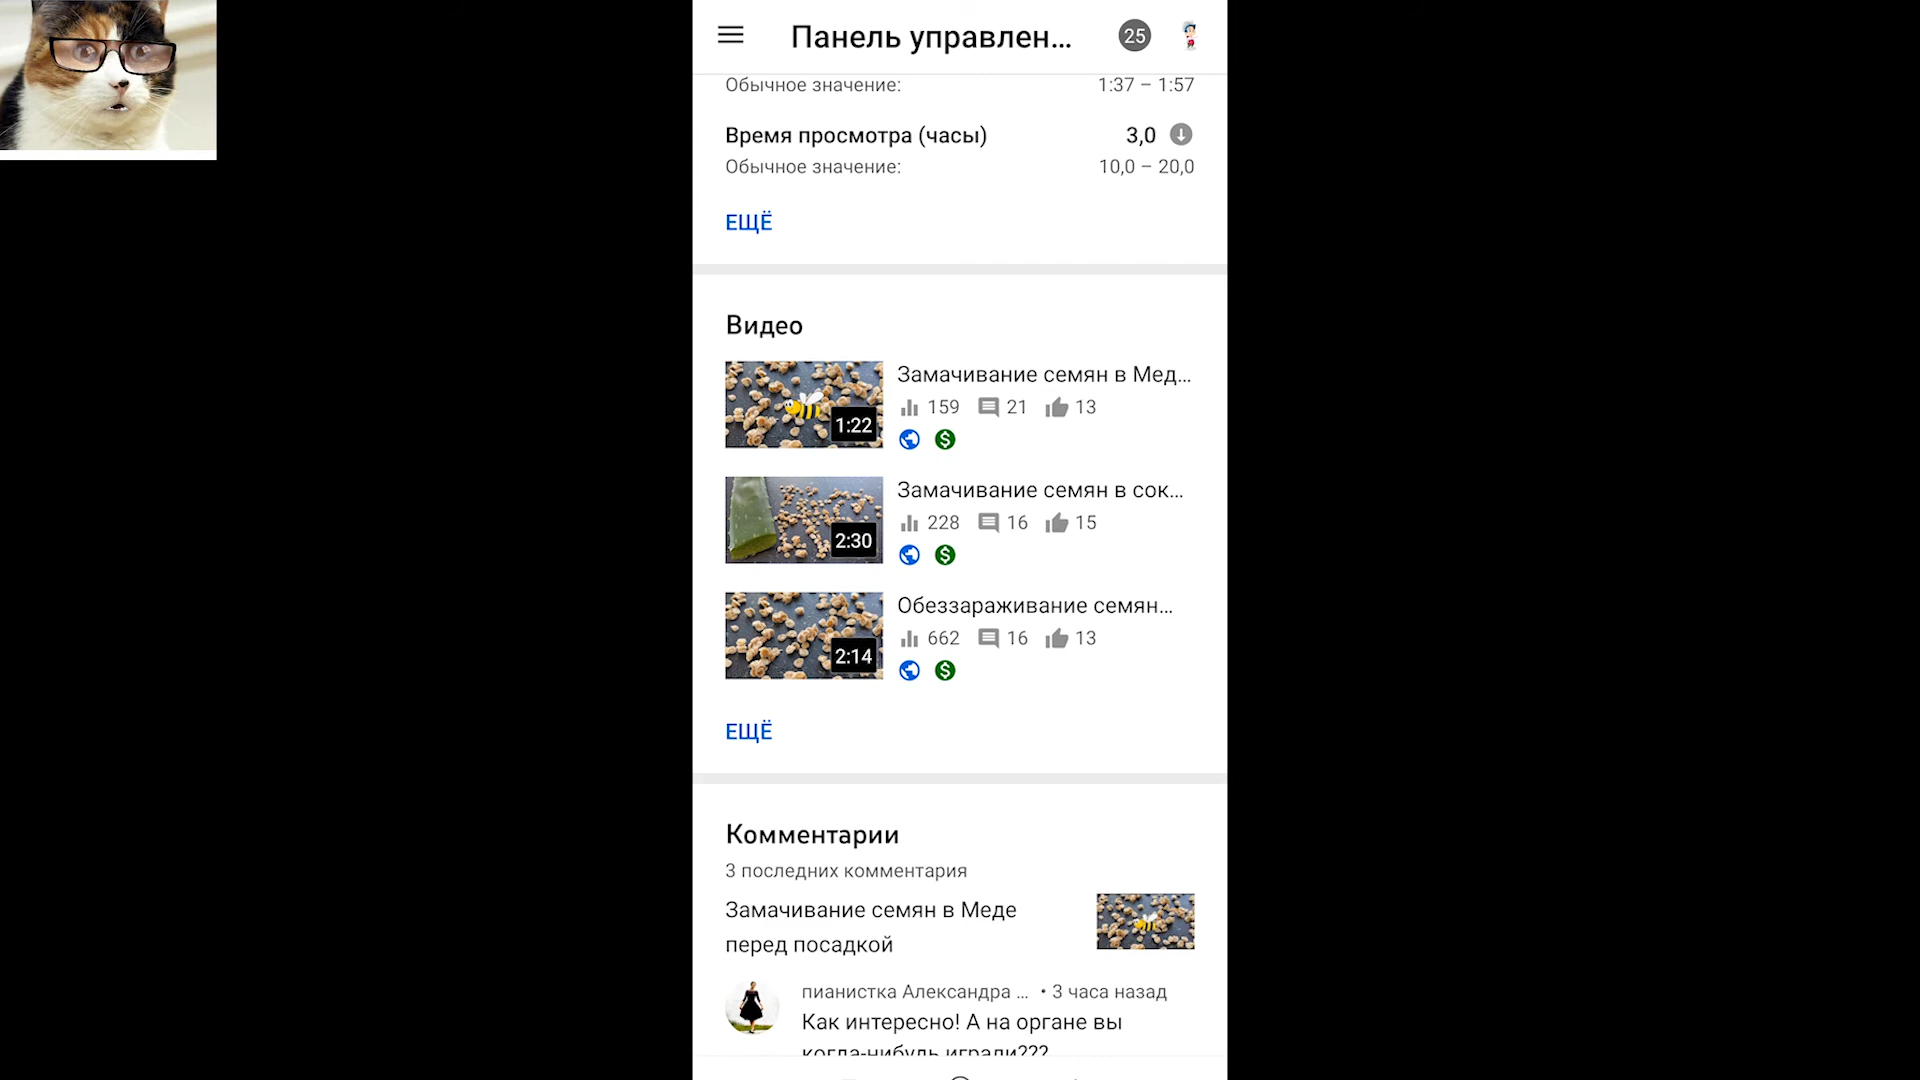 Панель управлен...
25
Обычное значение: 1:37 – 1:57
Время просмотра (часы) 3,0
Обычное значение: 10,0 – 20,0
ЕЩЁ
Видео
Замачивание семян в Мед...
159 21 13
1:22
Замачивание семян в сок...
228 16 15
2:30
Обеззараживание семян...
662 16 13
2:14
ЕЩЁ
Комментарии
3 последних комментария
Замачивание семян в Меде
перед посадкой
пианистка Александра ... • 3 часа назад
Как интересно! А на органе вы
когда-нибудь играли???